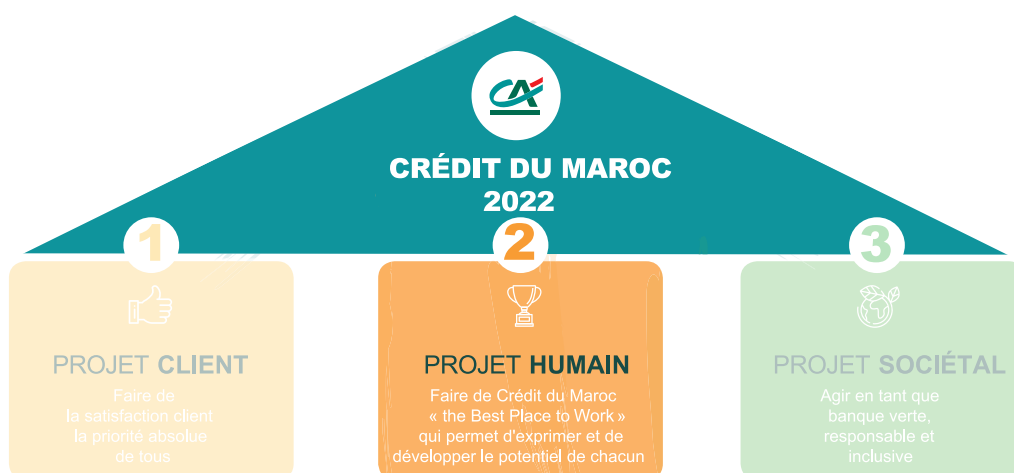 CA
CRÉDIT DU MAROC
2022
1
PROJET CLIENT
Faire de
la satisfaction client
la priorité absolue
de tous
2
PROJET HUMAIN
Faire de Crédit du Maroc
« the Best Place to Work »
qui permet d'exprimer et de
développer le potentiel de chacun
3
PROJET SOCIÉTAL
Agir en tant que
banque verte,
responsable et
inclusive